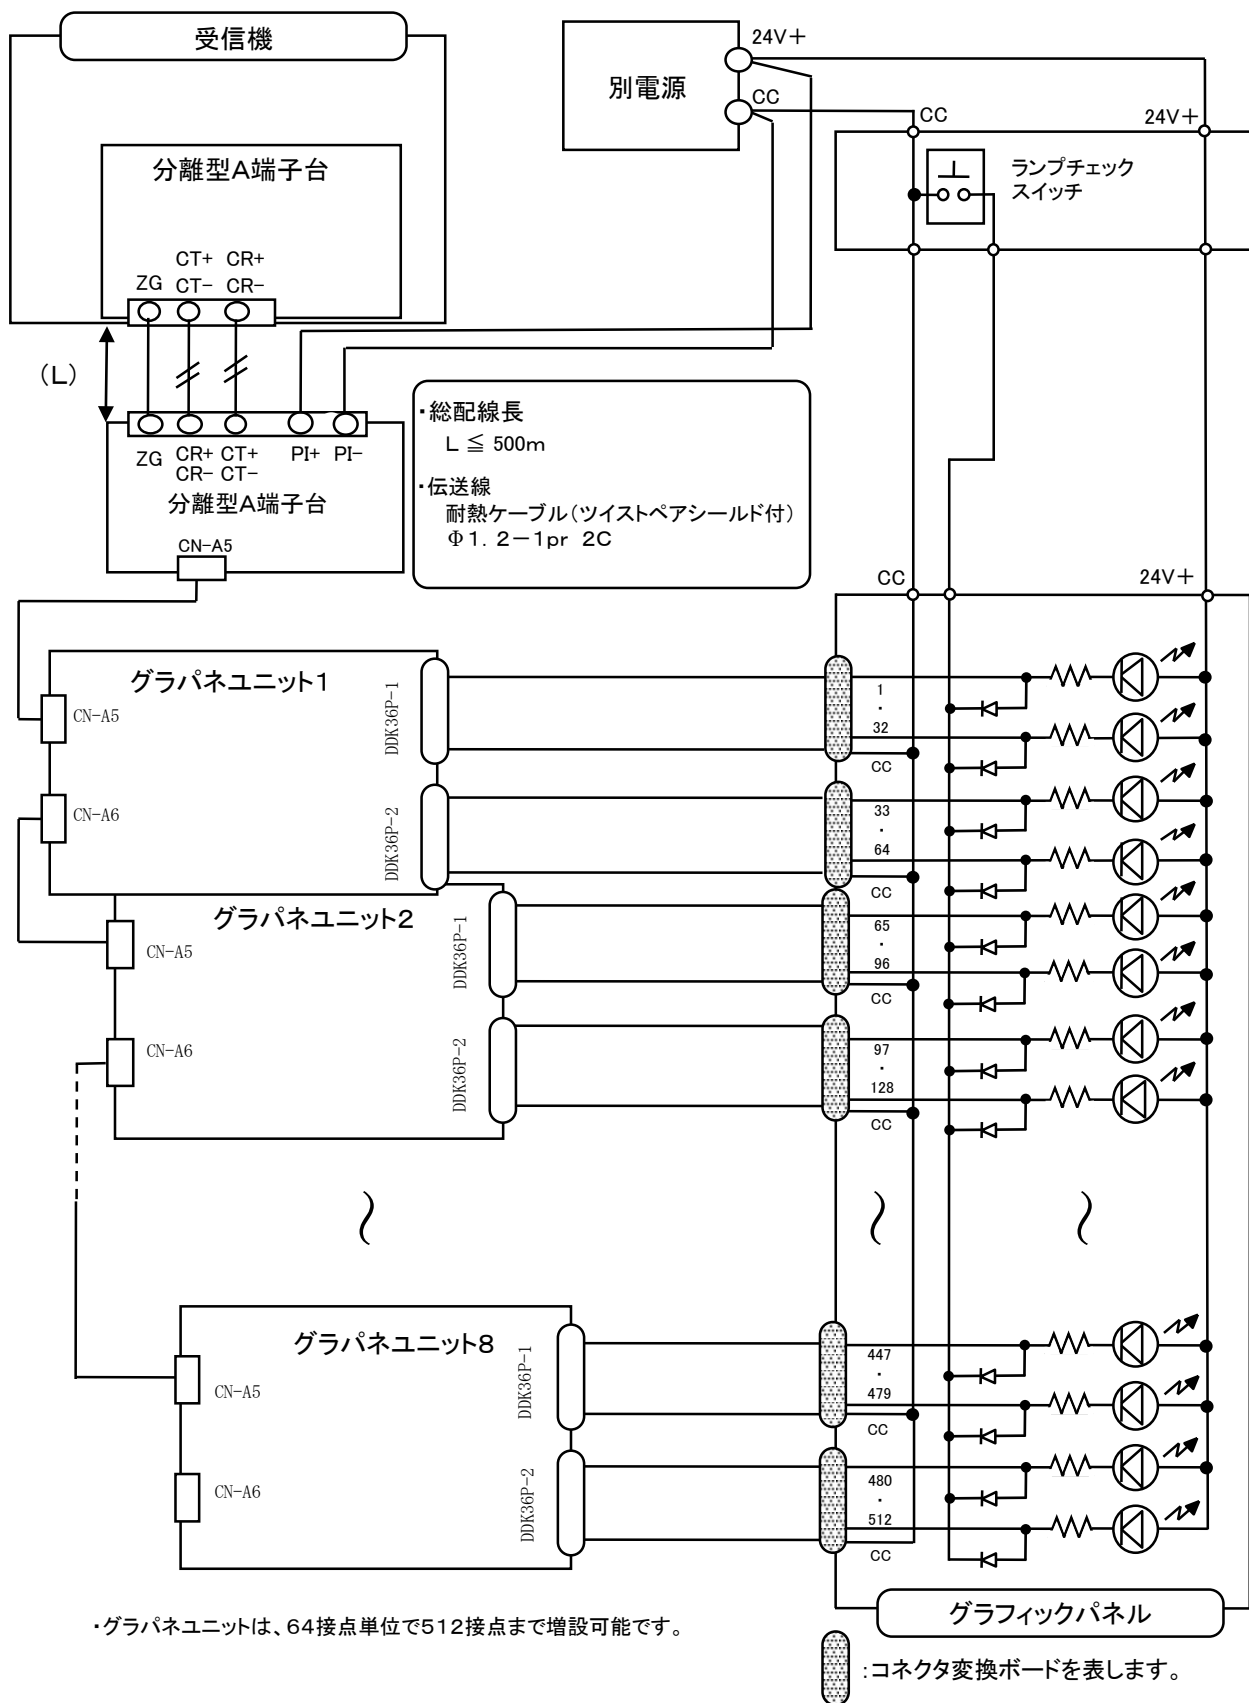 受信機
別電源
24V＋
CC
CC
24V＋
ランプチェック
スイッチ
分離型A端子台
CT+ CR+
ZG CT− CR−
(L)
ZG CR+ CT+ PI+ PI−
CR− CT−
分離型A端子台
CN-A5
・総配線長
L ≦ 500m
・伝送線
耐熱ケーブル（ツイストペアシールド付）
Φ1．2－1pr 2C
CC
24V＋
グラパネユニット1
CN-A5
CN-A6
DDK36P-1
DDK36P-2
1
・
32
CC
33
・
64
CC
グラパネユニット2
CN-A5
CN-A6
DDK36P-1
DDK36P-2
65
・
96
CC
97
・
128
CC
～
～
～
グラパネユニット8
CN-A5
CN-A6
DDK36P-1
DDK36P-2
447
・
479
CC
480
・
512
CC
グラフィックパネル
・グラパネユニットは、64接点単位で512接点まで増設可能です。
：コネクタ変換ボードを表します。